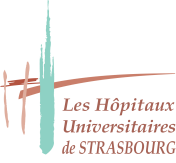 Les Hôpitaux
Universitaires
de STRASBOURG